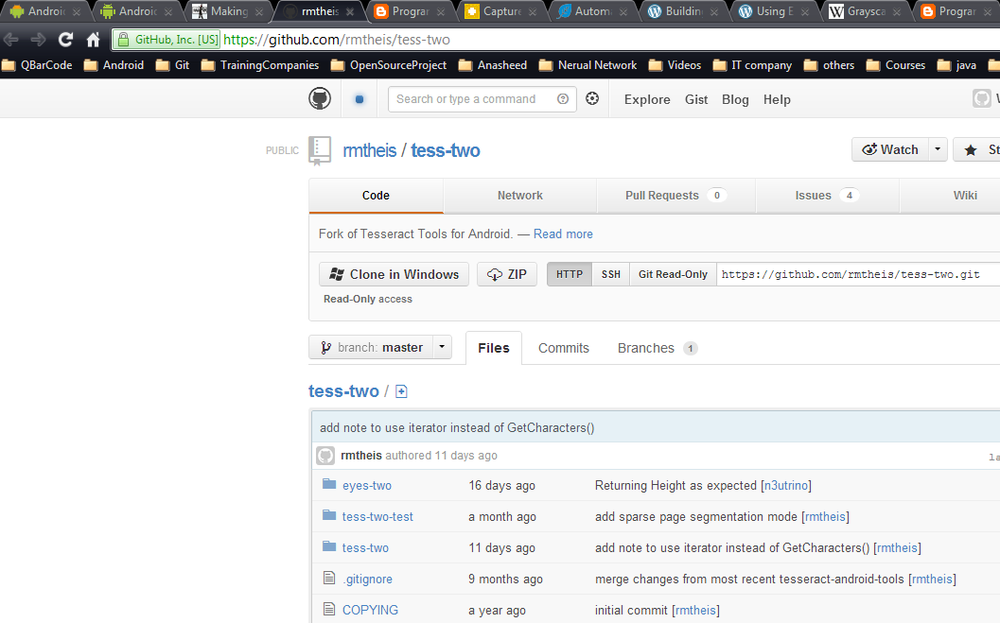 Android Android Making rmtheis Program Capture Autom Building Using E Graysca Program
GitHub, Inc. [US] https://github.com/rmtheis/tess-two
QBarCode Android Git TrainingCompanies OpenSourceProject Anasheed Nerual Network Videos IT company others Courses java
Search or type a command Explore Gist Blog Help
PUBLIC rmtheis / tess-two Watch St
Code Network Pull Requests 0 Issues 4 Wiki
Fork of Tesseract Tools for Android. — Read more
Clone in Windows ZIP HTTP SSH Git Read-Only https://github.com/rmtheis/tess-two.git
Read-Only access
branch: master Files Commits Branches 1
tess-two /
add note to use iterator instead of GetCharacters()
rmtheis authored 11 days ago la
eyes-two 16 days ago Returning Height as expected [n3utrino]
tess-two-test a month ago add sparse page segmentation mode [rmtheis]
tess-two 11 days ago add note to use iterator instead of GetCharacters() [rmtheis]
.gitignore 9 months ago merge changes from most recent tesseract-android-tools [rmtheis]
COPYING a year ago initial commit [rmtheis]